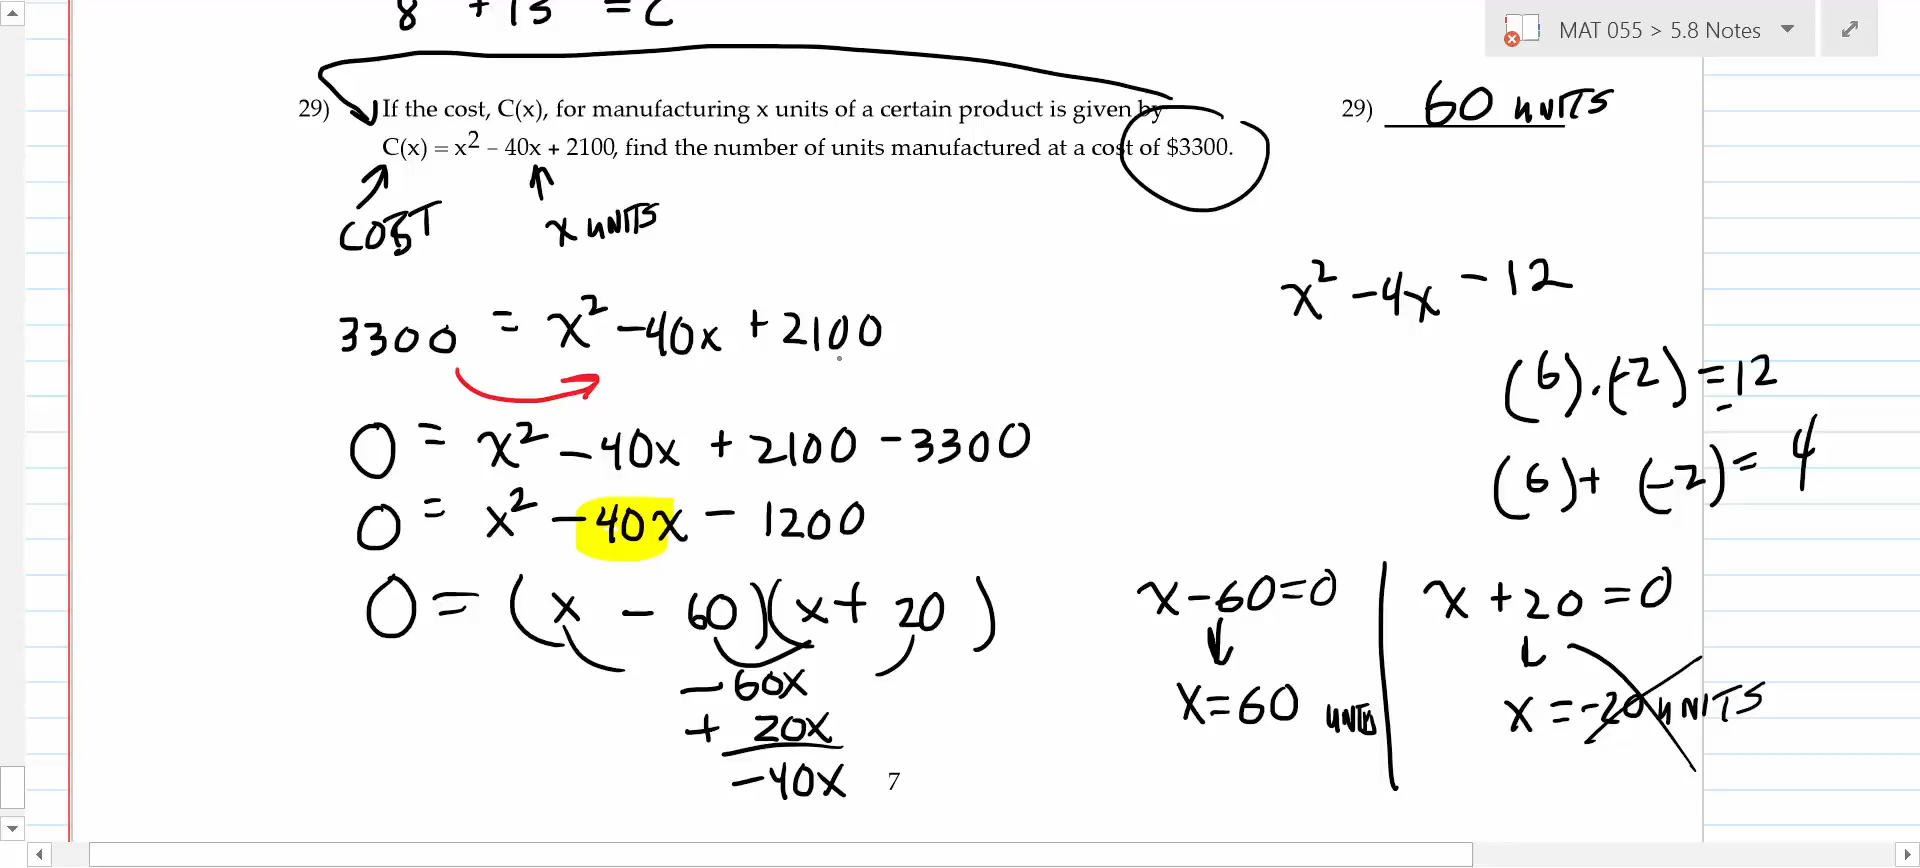 8 + 13 = C
MAT 055 > 5.8 Notes
29) If the cost, C(x), for manufacturing x units of a certain product is given by
C(x) = x² – 40x + 2100, find the number of units manufactured at a cost of $3300.
29) 60 UNITS
COST
x UNITS
3300 = x² - 40x + 2100
0 = x² - 40x + 2100 - 3300
0 = x² - 40x - 1200
0 = (x - 60)(x + 20)
- 60x
+ 20x
- 40x
x² - 4x - 12
(6) · (-2) = -12
(6) + (-2) = 4
x - 60 = 0
x = 60 UNITS
x + 20 = 0
x = -20 UNITS
7